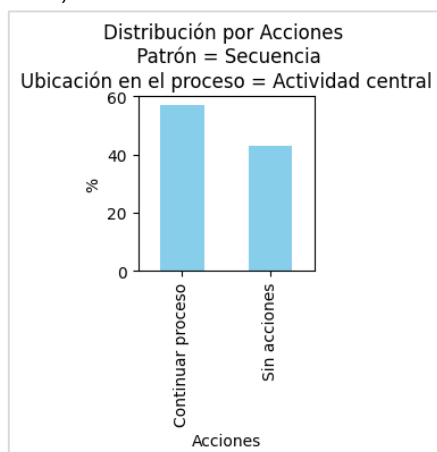 Distribución por Acciones
Patrón = Secuencia
Ubicación en el proceso = Actividad central
60
40
20
0
%
Continuar proceso
Sin acciones
Acciones